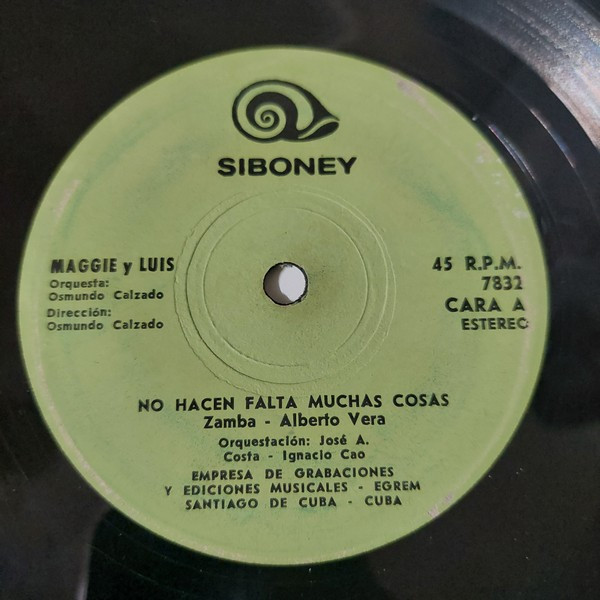 SIBONEY
MAGGIE y LUIS
Orquesta:
Osmundo Calzado
Dirección:
Osmundo Calzado
45 R.P.M.
7832
CARA A
ESTEREO
NO HACEN FALTA MUCHAS COSAS
Zamba - Alberto Vera
Orquestación: José A.
Costa - Ignacio Cao
EMPRESA DE GRABACIONES
Y EDICIONES MUSICALES - EGREM
SANTIAGO DE CUBA - CUBA